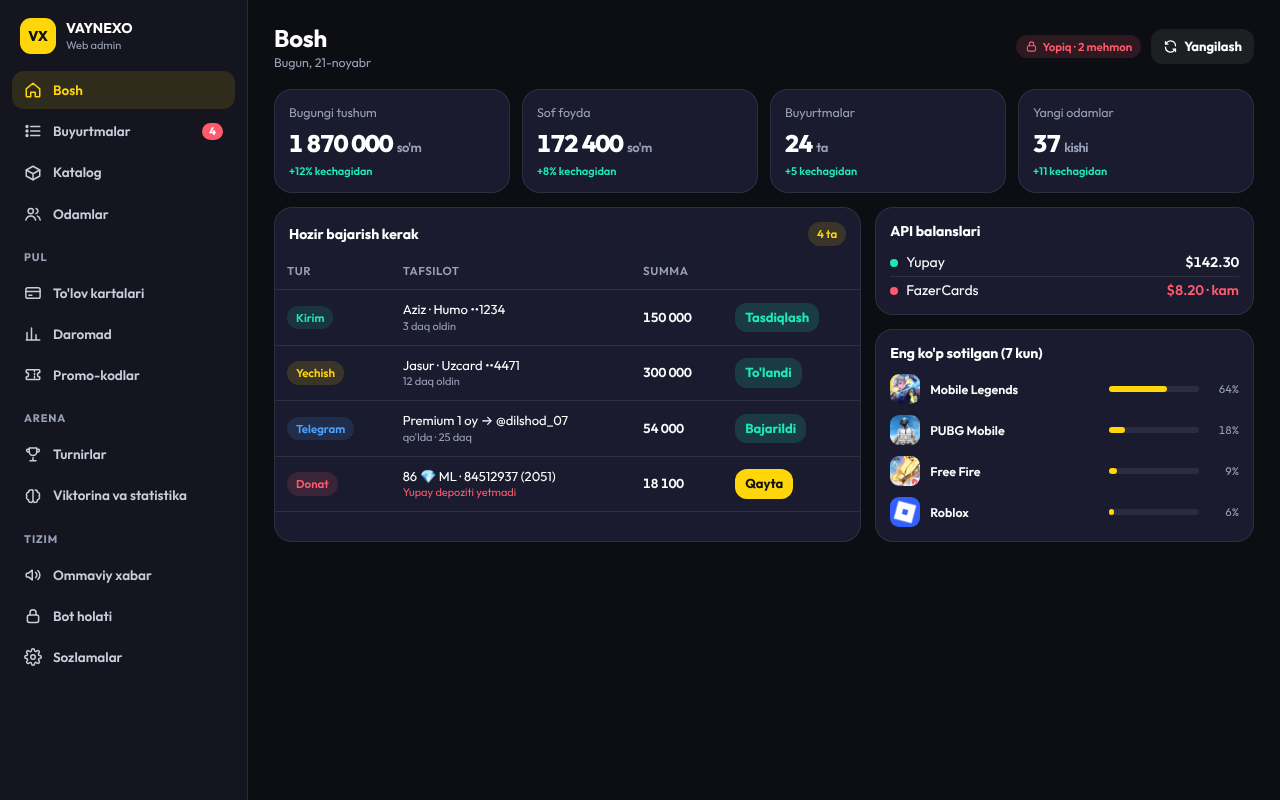 VX
VAYNEXO
Web admin
Bosh
Buyurtmalar 4
Katalog
Odamlar
PUL
To'lov kartalari
Daromad
Promo-kodlar
ARENA
Turnirlar
Viktorina va statistika
TIZIM
Ommaviy xabar
Bot holati
Sozlamalar
Bosh
Bugun, 21-noyabr
Yopiq · 2 mehmon
Yangilash
Bugungi tushum
1 870 000 so'm
+12% kechagidan
Sof foyda
172 400 so'm
+8% kechagidan
Buyurtmalar
24 ta
+5 kechagidan
Yangi odamlar
37 kishi
+11 kechagidan
Hozir bajarish kerak 4 ta
TUR TAFSILOT SUMMA
Kirim Aziz · Humo ••1234 150 000 Tasdiqlash
3 daq oldin
Yechish Jasur · Uzcard ••4471 300 000 To'landi
12 daq oldin
Telegram Premium 1 oy → @dilshod_07 54 000 Bajarildi
qo'lda · 25 daq
Donat 86 💎 ML · 84512937 (2051) 18 100 Qayta
Yupay depoziti yetmadi
API balanslari
Yupay $142.30
FazerCards $8.20 · kam
Eng ko'p sotilgan (7 kun)
Mobile Legends 64%
PUBG Mobile 18%
Free Fire 9%
Roblox 6%